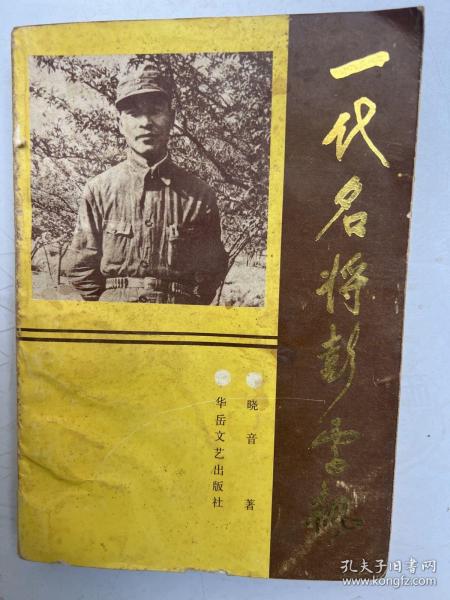 一代名将彭雪枫
晓音 著
华岳文艺出版社
孔夫子旧书网
www.kongfz.com